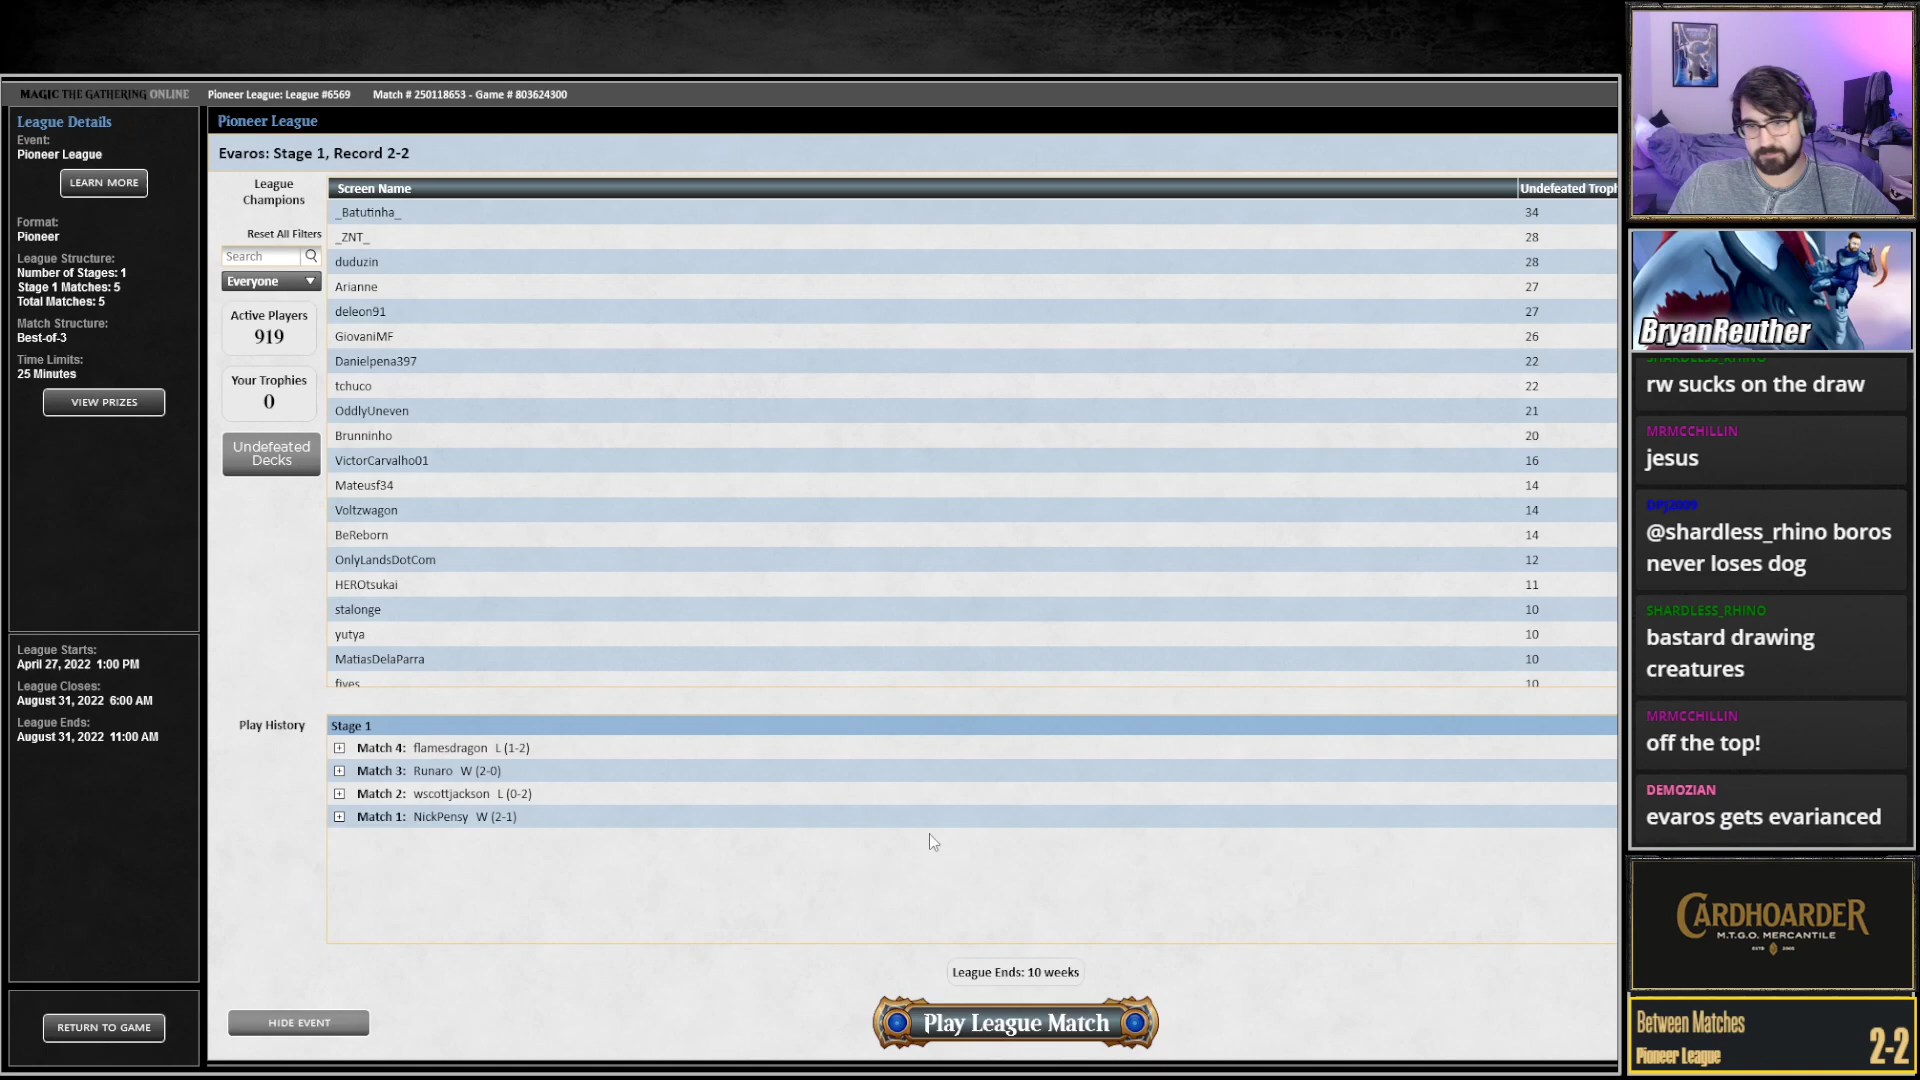 MAGIC THE GATHERING ONLINE
Pioneer League: League #6569
Match # 250118653 - Game # 803624300
League Details
Event:
Pioneer League
LEARN MORE
Format:
Pioneer
League Structure:
Number of Stages: 1
Stage 1 Matches: 5
Total Matches: 5
Match Structure:
Best-of-3
Time Limits:
25 Minutes
VIEW PRIZES
League Starts:
April 27, 2022 1:00 PM
League Closes:
August 31, 2022 6:00 AM
League Ends:
August 31, 2022 11:00 AM
RETURN TO GAME
Pioneer League
Evaros: Stage 1, Record 2-2
League
Champions
Reset All Filters
Search
Everyone
Active Players
919
Your Trophies
0
Undefeated
Decks
Screen Name Undefeated Troph
_Batutinha_ 34
_ZNT_ 28
duduzin 28
Arianne 27
deleon91 27
GiovaniMF 26
Danielpena397 22
tchuco 22
OddlyUneven 21
Brunninho 20
VictorCarvalho01 16
Mateusf34 14
Voltzwagon 14
BeReborn 14
OnlyLandsDotCom 12
HEROtsukai 11
stalonge 10
yutya 10
MatiasDelaParra 10
fives 10
Play History
Stage 1
Match 4: flamesdragon L (1-2)
Match 3: Runaro W (2-0)
Match 2: wscottjackson L (0-2)
Match 1: NickPensy W (2-1)
League Ends: 10 weeks
HIDE EVENT
Play League Match
BryanReuther
SHARDLESS_RHINO
rw sucks on the draw
MRMCCHILLIN
jesus
DPJ2009
@shardless_rhino boros
never loses dog
SHARDLESS_RHINO
bastard drawing
creatures
MRMCCHILLIN
off the top!
DEMOZIAN
evaros gets evarianced
CARDHOARDER
M.T.G.O. MERCANTILE
Between Matches
Pioneer League
2-2